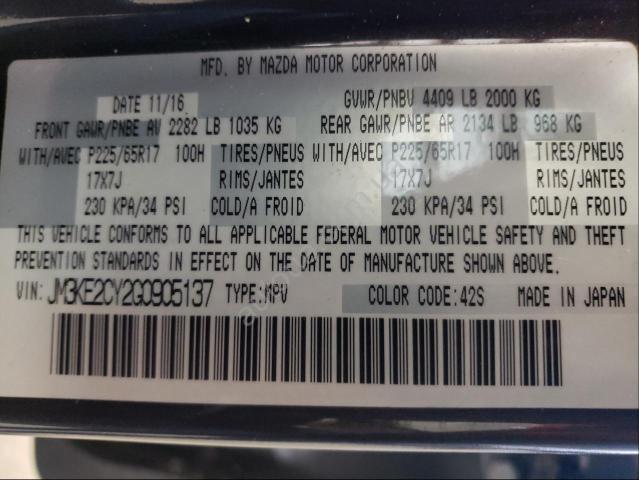 MFD. BY MAZDA MOTOR CORPORATION
DATE 11/16 GVWR/PNBV 4409 LB 2000 KG
FRONT GAWR/PNBE AV 2282 LB 1035 KG REAR GAWR/PNBE AR 2134 LB 968 KG
WITH/AVEC P225/65R17 100H TIRES/PNEUS WITH/AVEC P225/65R17 100H TIRES/PNEUS
17X7J RIMS/JANTES 17X7J RIMS/JANTES
230 KPA/34 PSI COLD/A FROID 230 KPA/34 PSI COLD/A FROID
THIS VEHICLE CONFORMS TO ALL APPLICABLE FEDERAL MOTOR VEHICLE SAFETY AND THEFT
PREVENTION STANDARDS IN EFFECT ON THE DATE OF MANUFACTURE SHOWN ABOVE.
VIN: JM3KE2CY2G0905137 TYPE:MPV COLOR CODE:42S MADE IN JAPAN